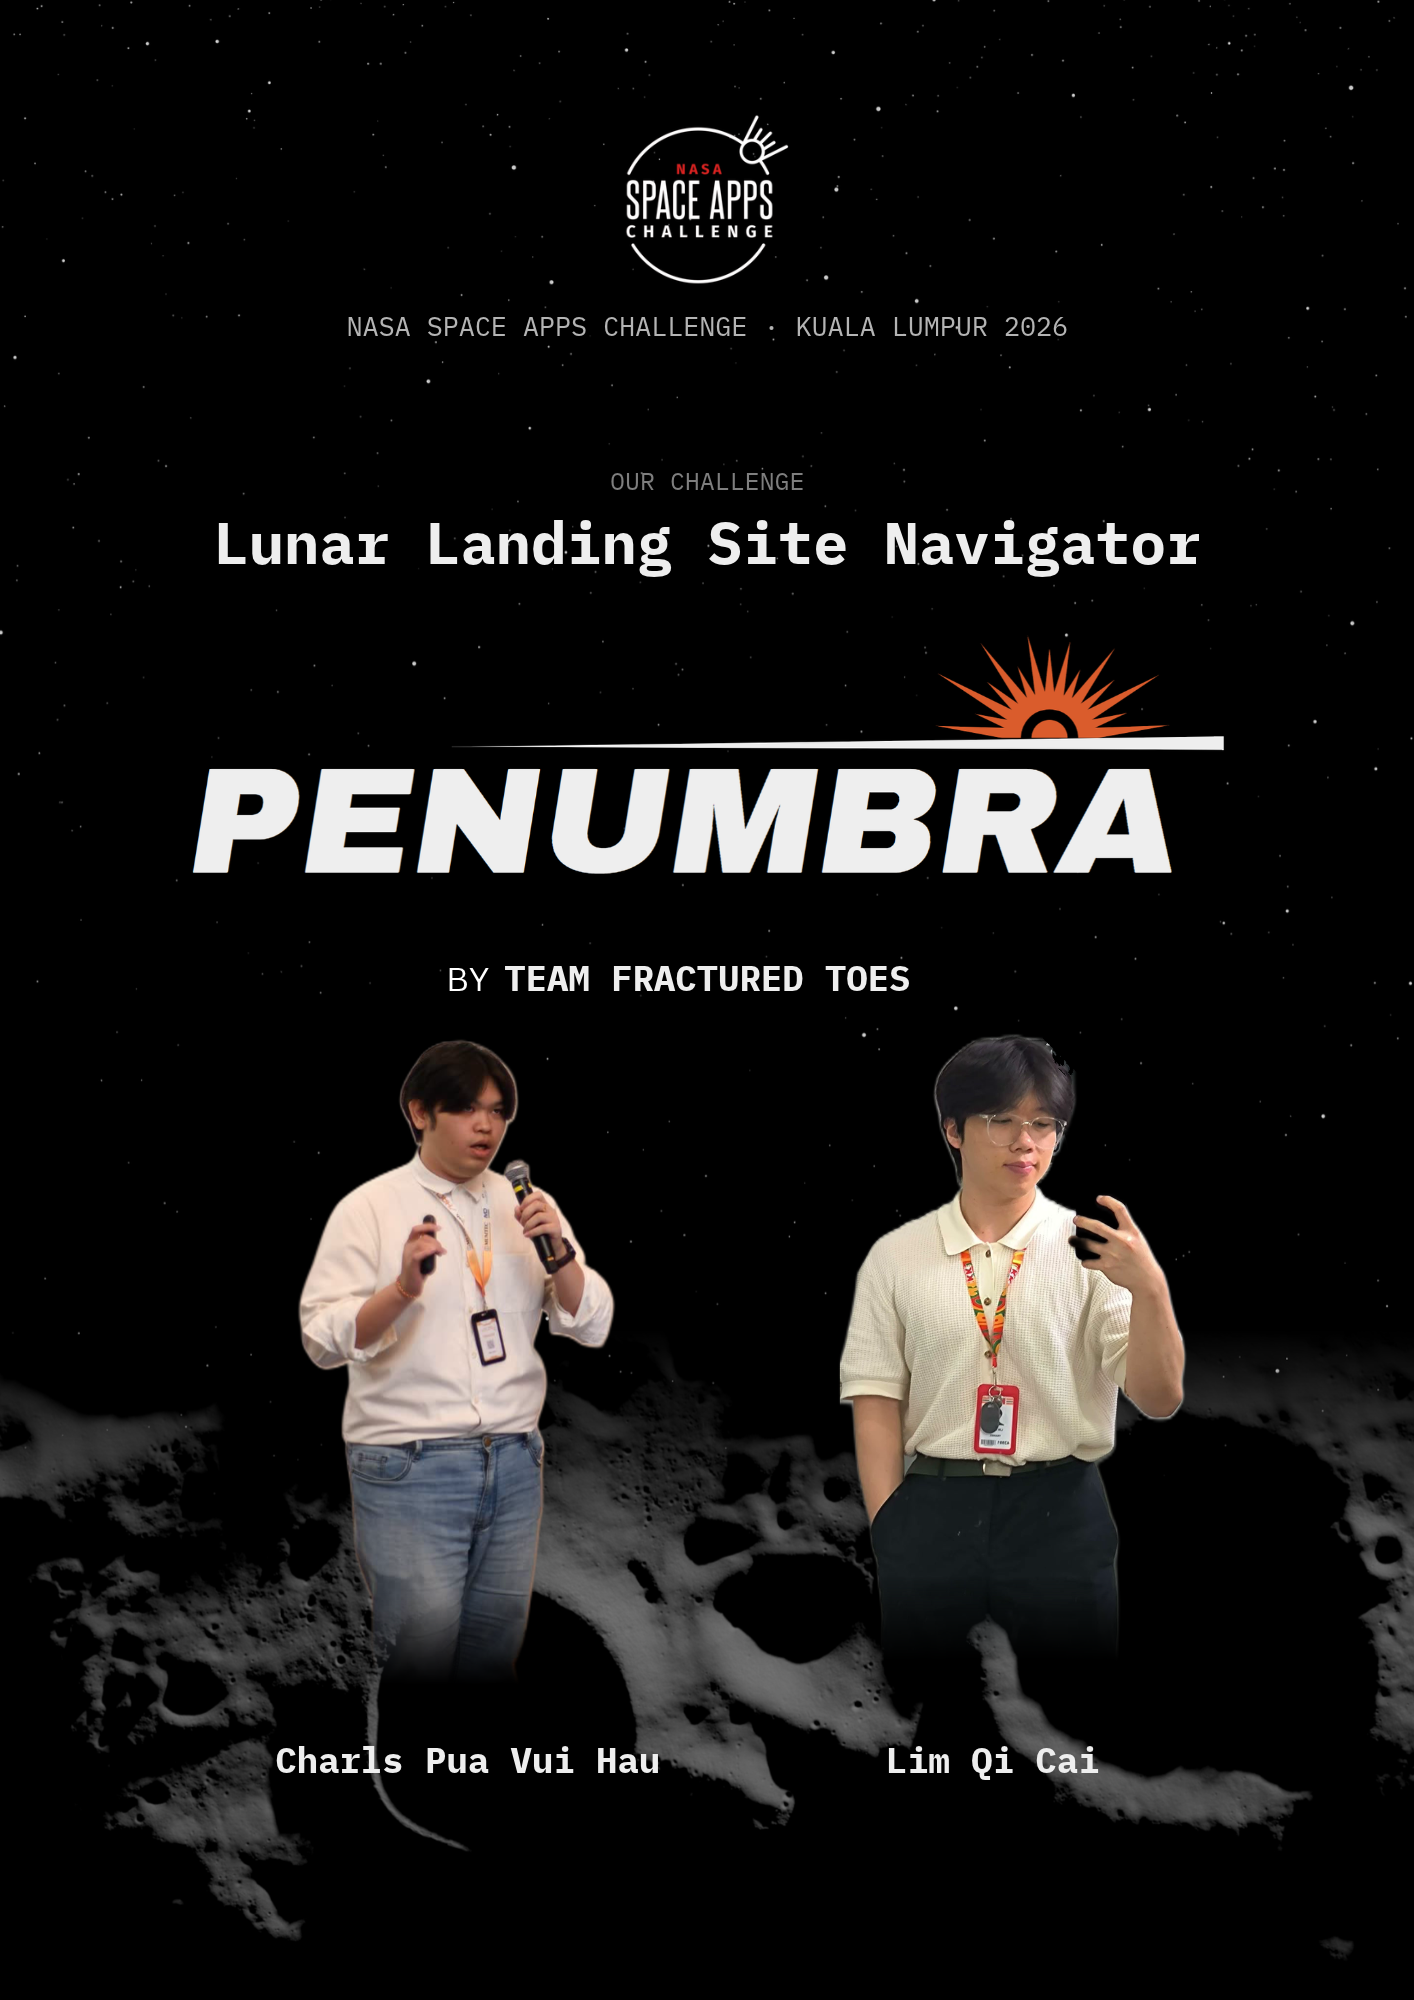 NASA
SPACE APPS
CHALLENGE
NASA SPACE APPS CHALLENGE · KUALA LUMPUR 2026
OUR CHALLENGE
Lunar Landing Site Navigator
PENUMBRA
BY TEAM FRACTURED TOES
Charls Pua Vui Hau
Lim Qi Cai